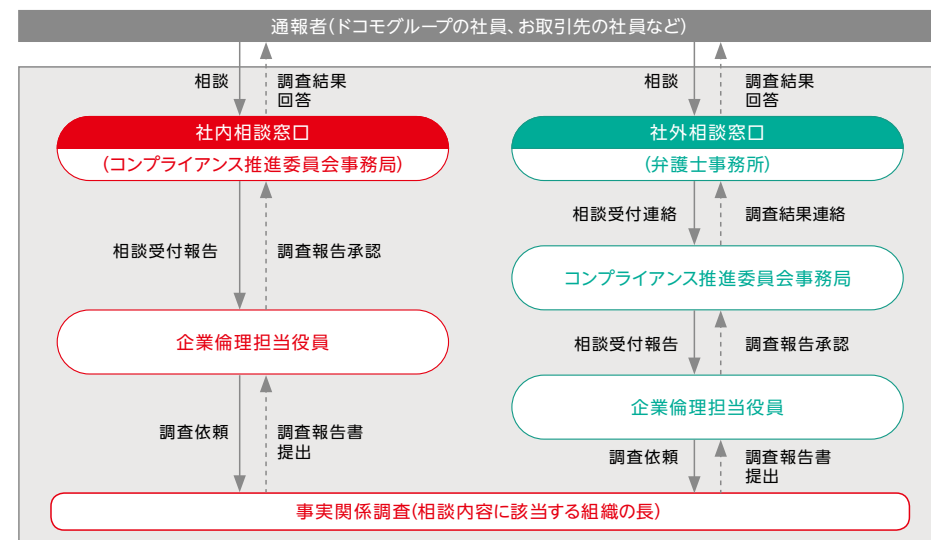 通報者(ドコモグループの社員、お取引先の社員など)
相談
調査結果
回答
社内相談窓口
(コンプライアンス推進委員会事務局)
相談受付報告
調査報告承認
企業倫理担当役員
調査依頼
調査報告書
提出
相談
調査結果
回答
社外相談窓口
(弁護士事務所)
相談受付連絡
調査結果連絡
コンプライアンス推進委員会事務局
相談受付報告
調査報告承認
企業倫理担当役員
調査依頼
調査報告書
提出
事実関係調査(相談内容に該当する組織の長)